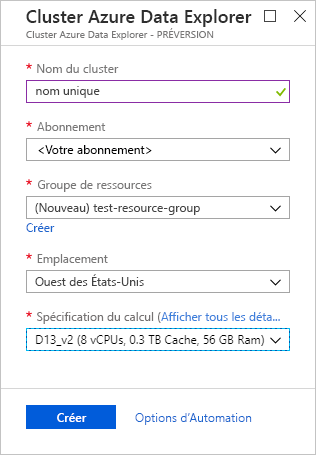 Cluster Azure Data Explorer
Cluster Azure Data Explorer - PRÉVERSION
* Nom du cluster
nom unique
* Abonnement
<Votre abonnement>
* Groupe de ressources
(Nouveau) test-resource-group
Créer
* Emplacement
Ouest des États-Unis
* Spécification du calcul (Afficher tous les déta...
D13_v2 (8 vCPUs, 0.3 TB Cache, 56 GB Ram)
Créer
Options d'Automation